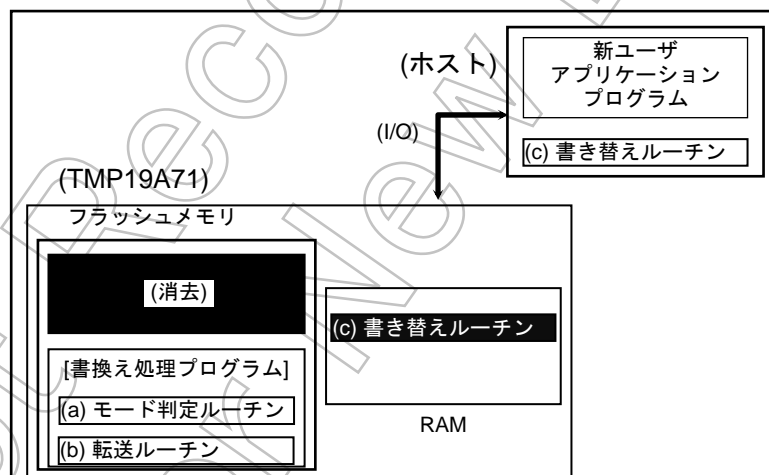 (ホスト)
新ユーザ
アプリケーション
プログラム
(I/O)
(c) 書き替えルーチン
(TMP19A71)
フラッシュメモリ
(消去)
(c) 書き替えルーチン
[書換え処理プログラム]
(a) モード判定ルーチン
(b) 転送ルーチン
RAM